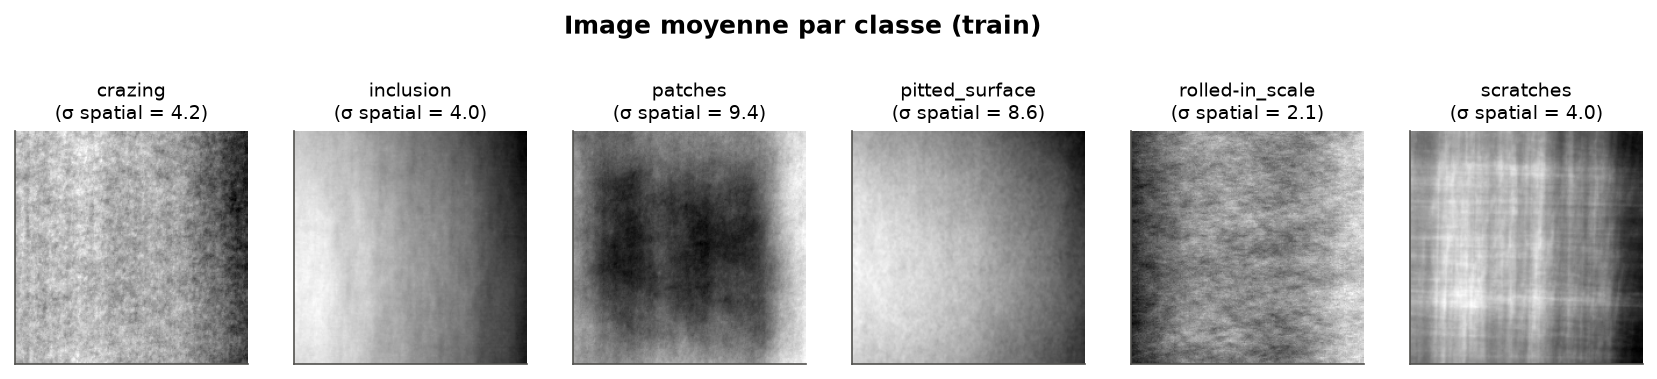 Image moyenne par classe (train)
crazing
(σ spatial = 4.2)
inclusion
(σ spatial = 4.0)
patches
(σ spatial = 9.4)
pitted_surface
(σ spatial = 8.6)
rolled-in_scale
(σ spatial = 2.1)
scratches
(σ spatial = 4.0)